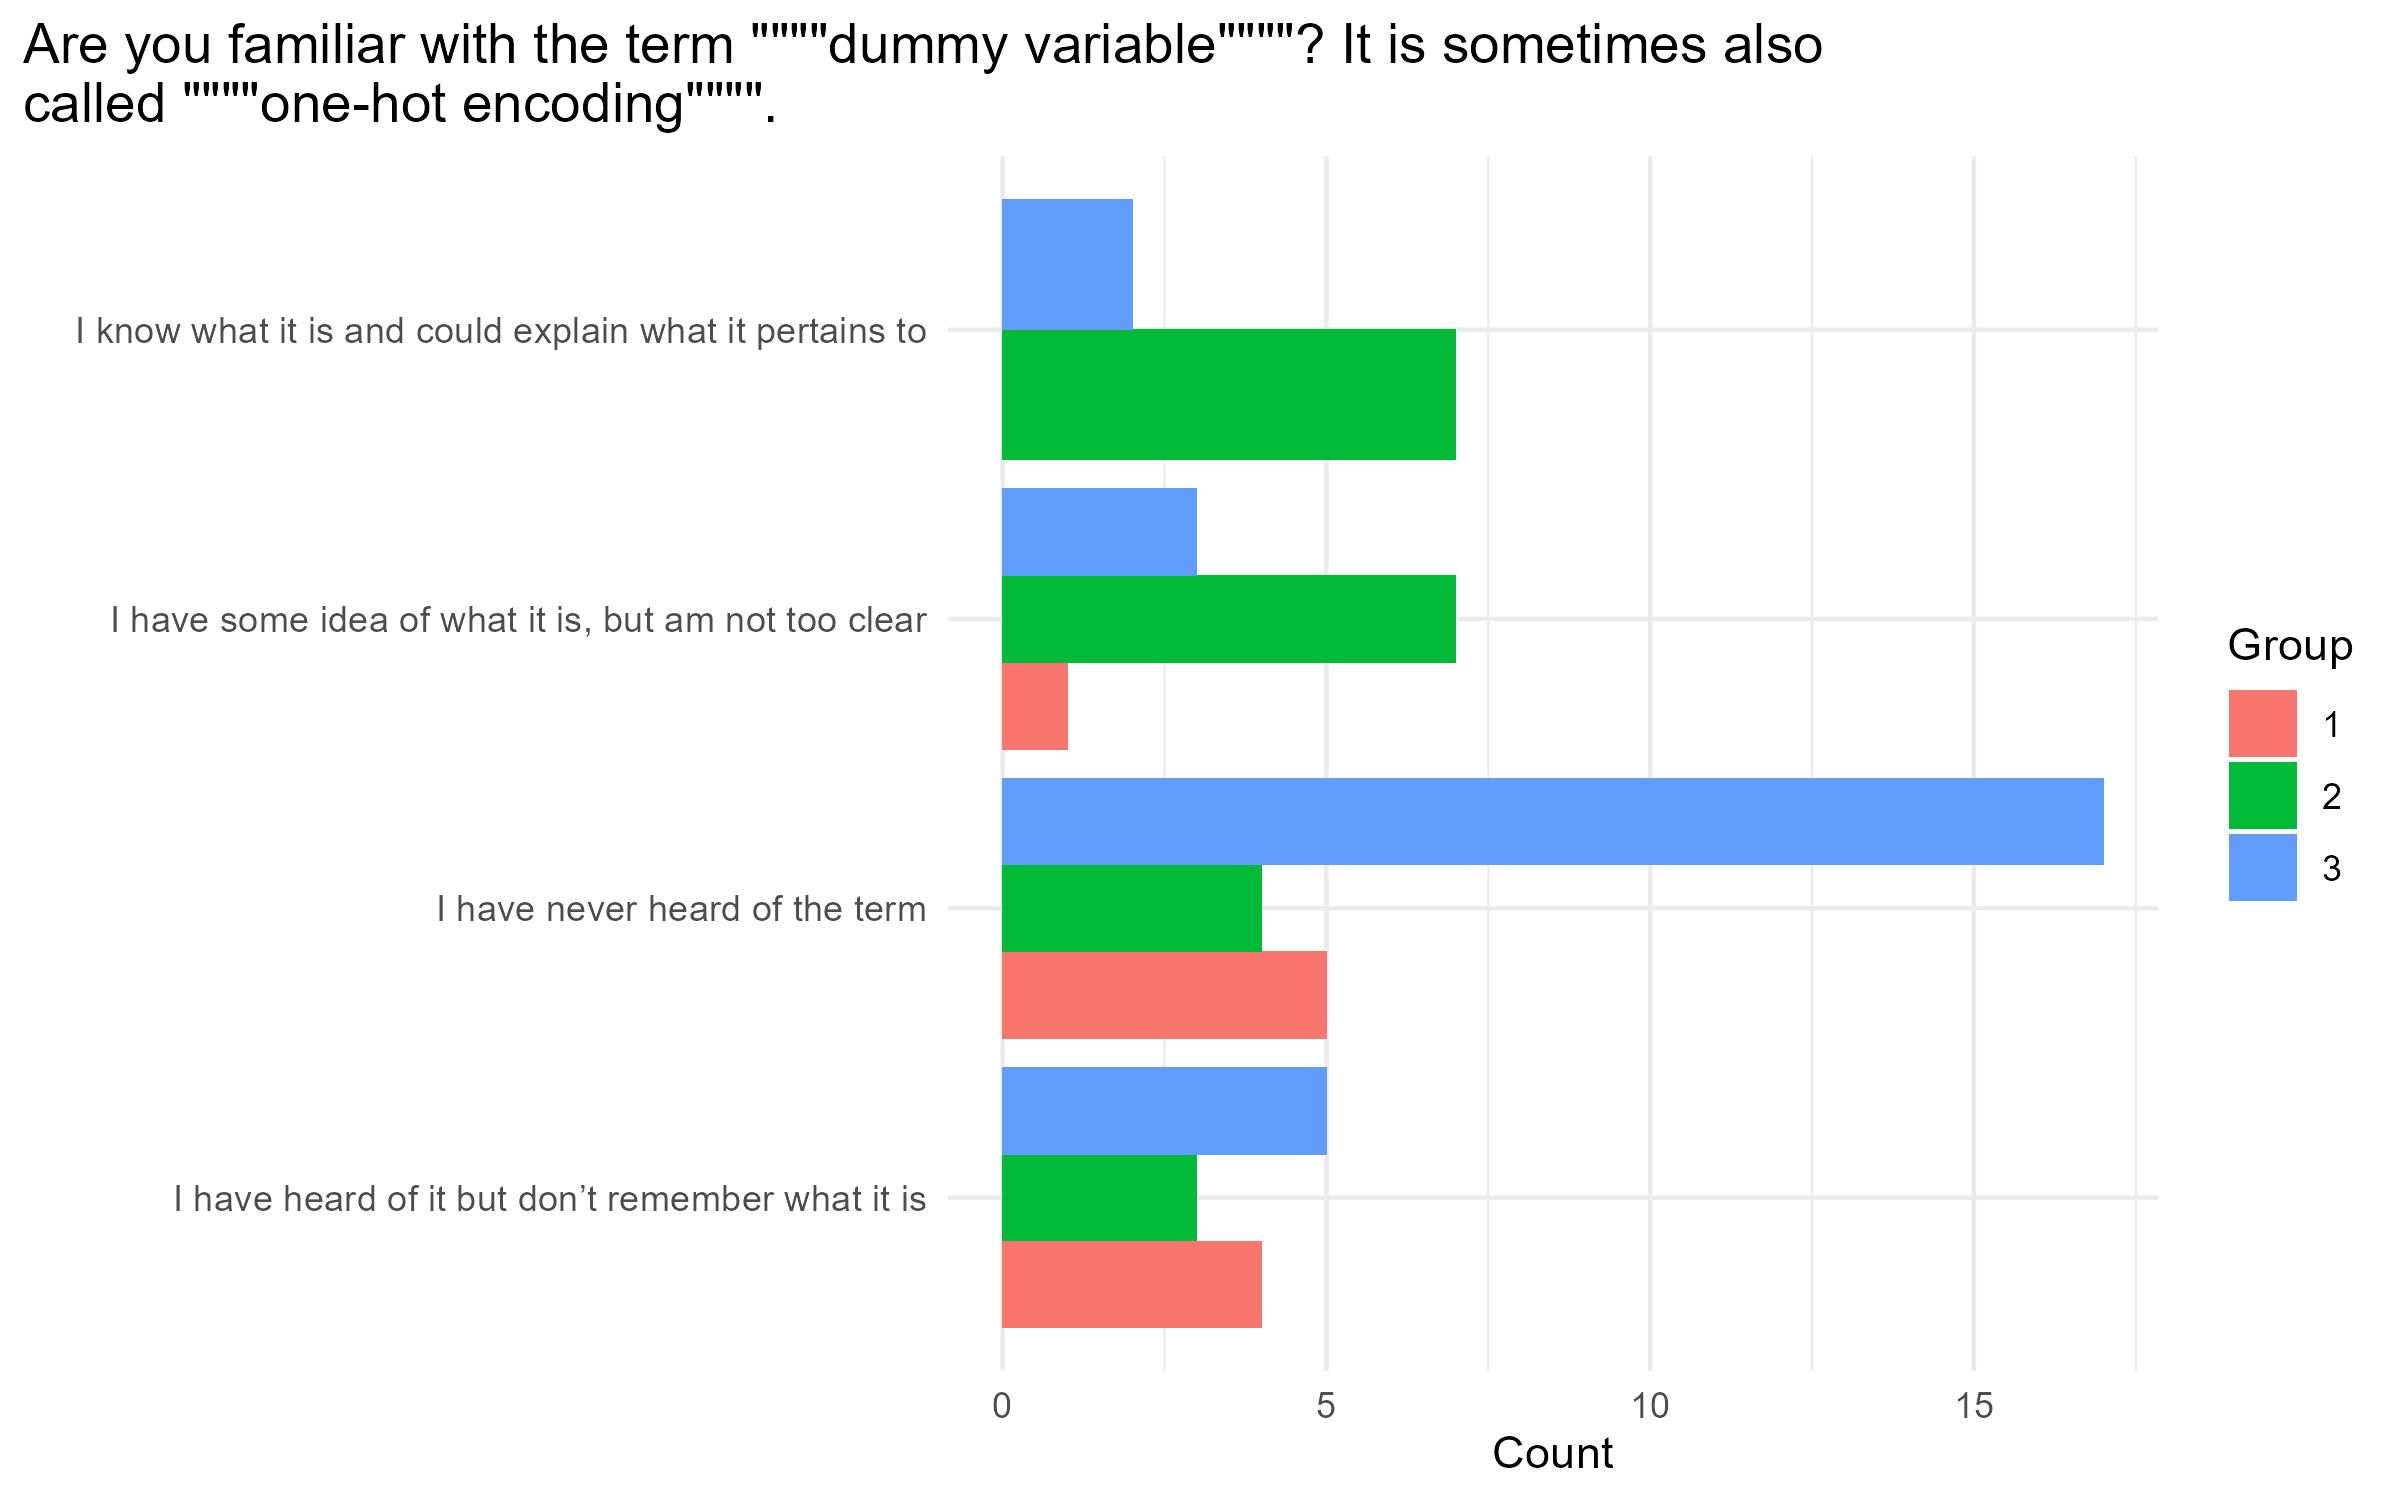 Are you familiar with the term """"dummy variable""""? It is sometimes also
called """"one-hot encoding"""".
I know what it is and could explain what it pertains to
I have some idea of what it is, but am not too clear
I have never heard of the term
I have heard of it but don’t remember what it is
0
5
10
15
Count
Group
1
2
3